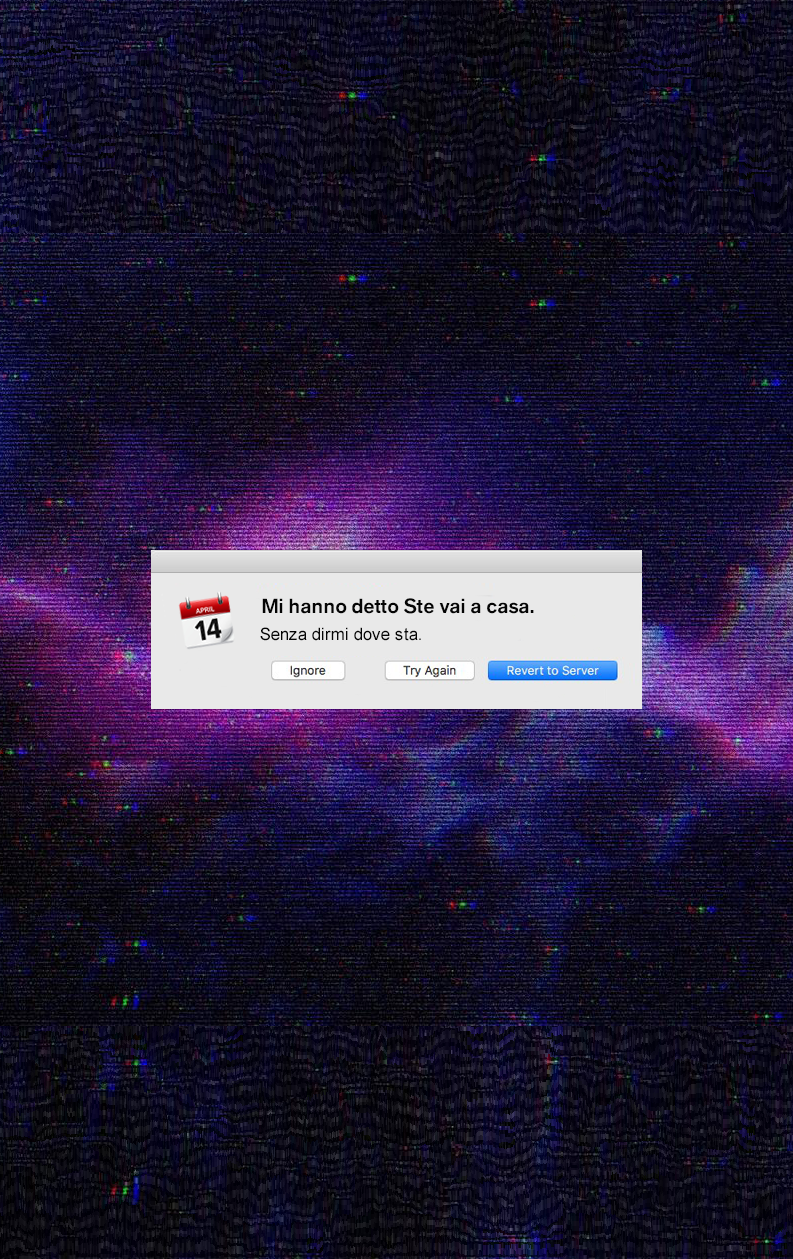 APRIL
14
Mi hanno detto Ste vai a casa.
Senza dirmi dove sta.
Ignore
Try Again
Revert to Server